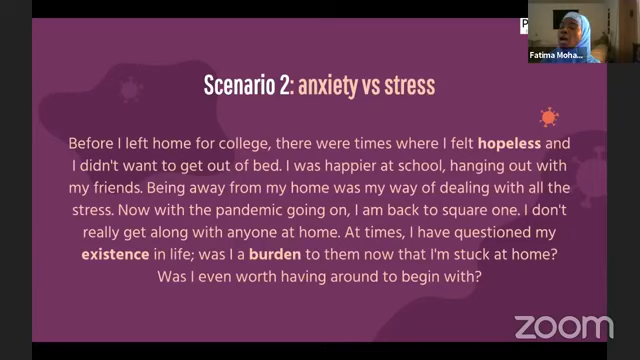 P
Fatima Moha...
Scenario 2: anxiety vs stress
Before I left home for college, there were times where I felt hopeless and
I didn't want to get out of bed. I was happier at school, hanging out with
my friends. Being away from my home was my way of dealing with all the
stress. Now with the pandemic going on, I am back to square one. I don't
really get along with anyone at home. At times, I have questioned my
existence in life; was I a burden to them now that I'm stuck at home?
Was I even worth having around to begin with?
zoom